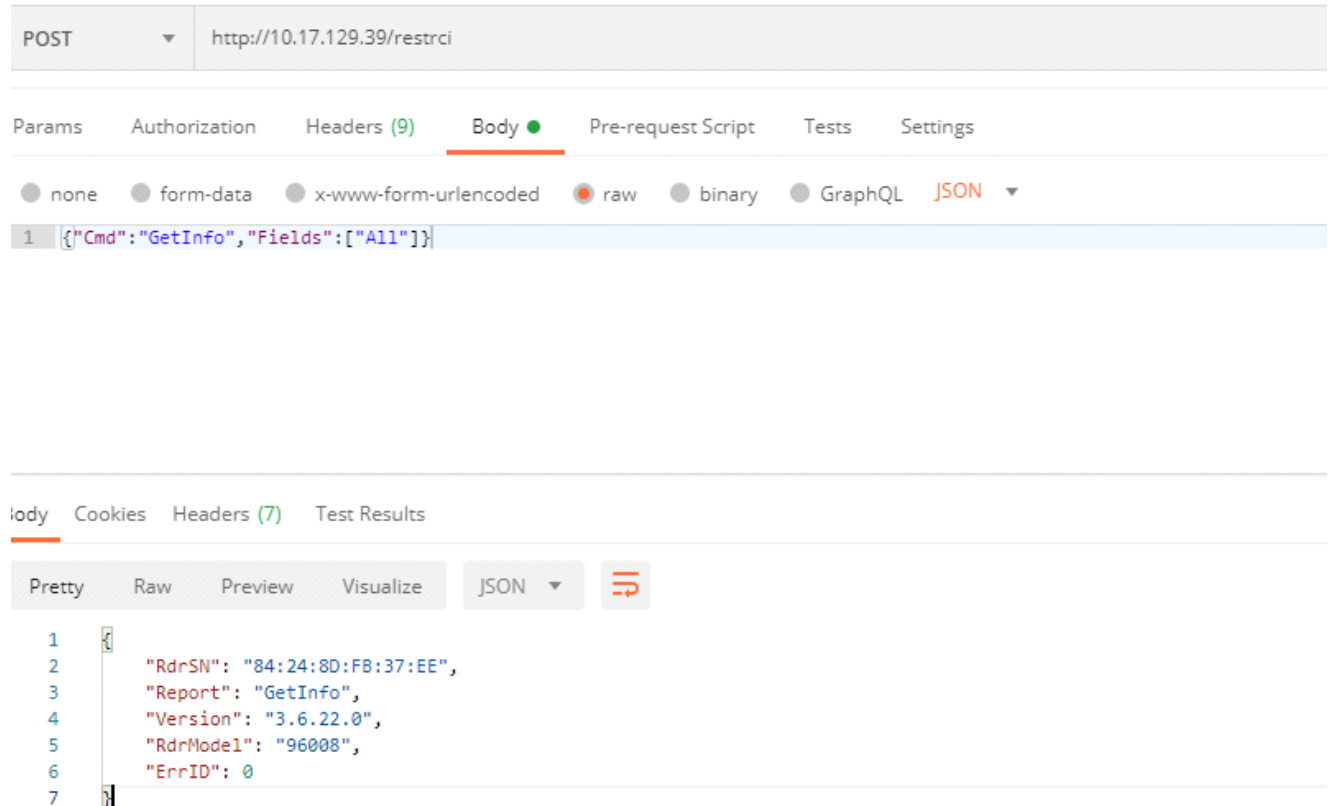 POST http://10.17.129.39/restrci
Params Authorization Headers (9) Body Pre-request Script Tests Settings
none form-data x-www-form-urlencoded raw binary GraphQL JSON
1 {"Cmd":"GetInfo","Fields":["All"]}
ody Cookies Headers (7) Test Results
Pretty Raw Preview Visualize JSON
1 {
2 "RdrSN": "84:24:8D:FB:37:EE",
3 "Report": "GetInfo",
4 "Version": "3.6.22.0",
5 "RdrModel": "96008",
6 "ErrID": 0
7 }